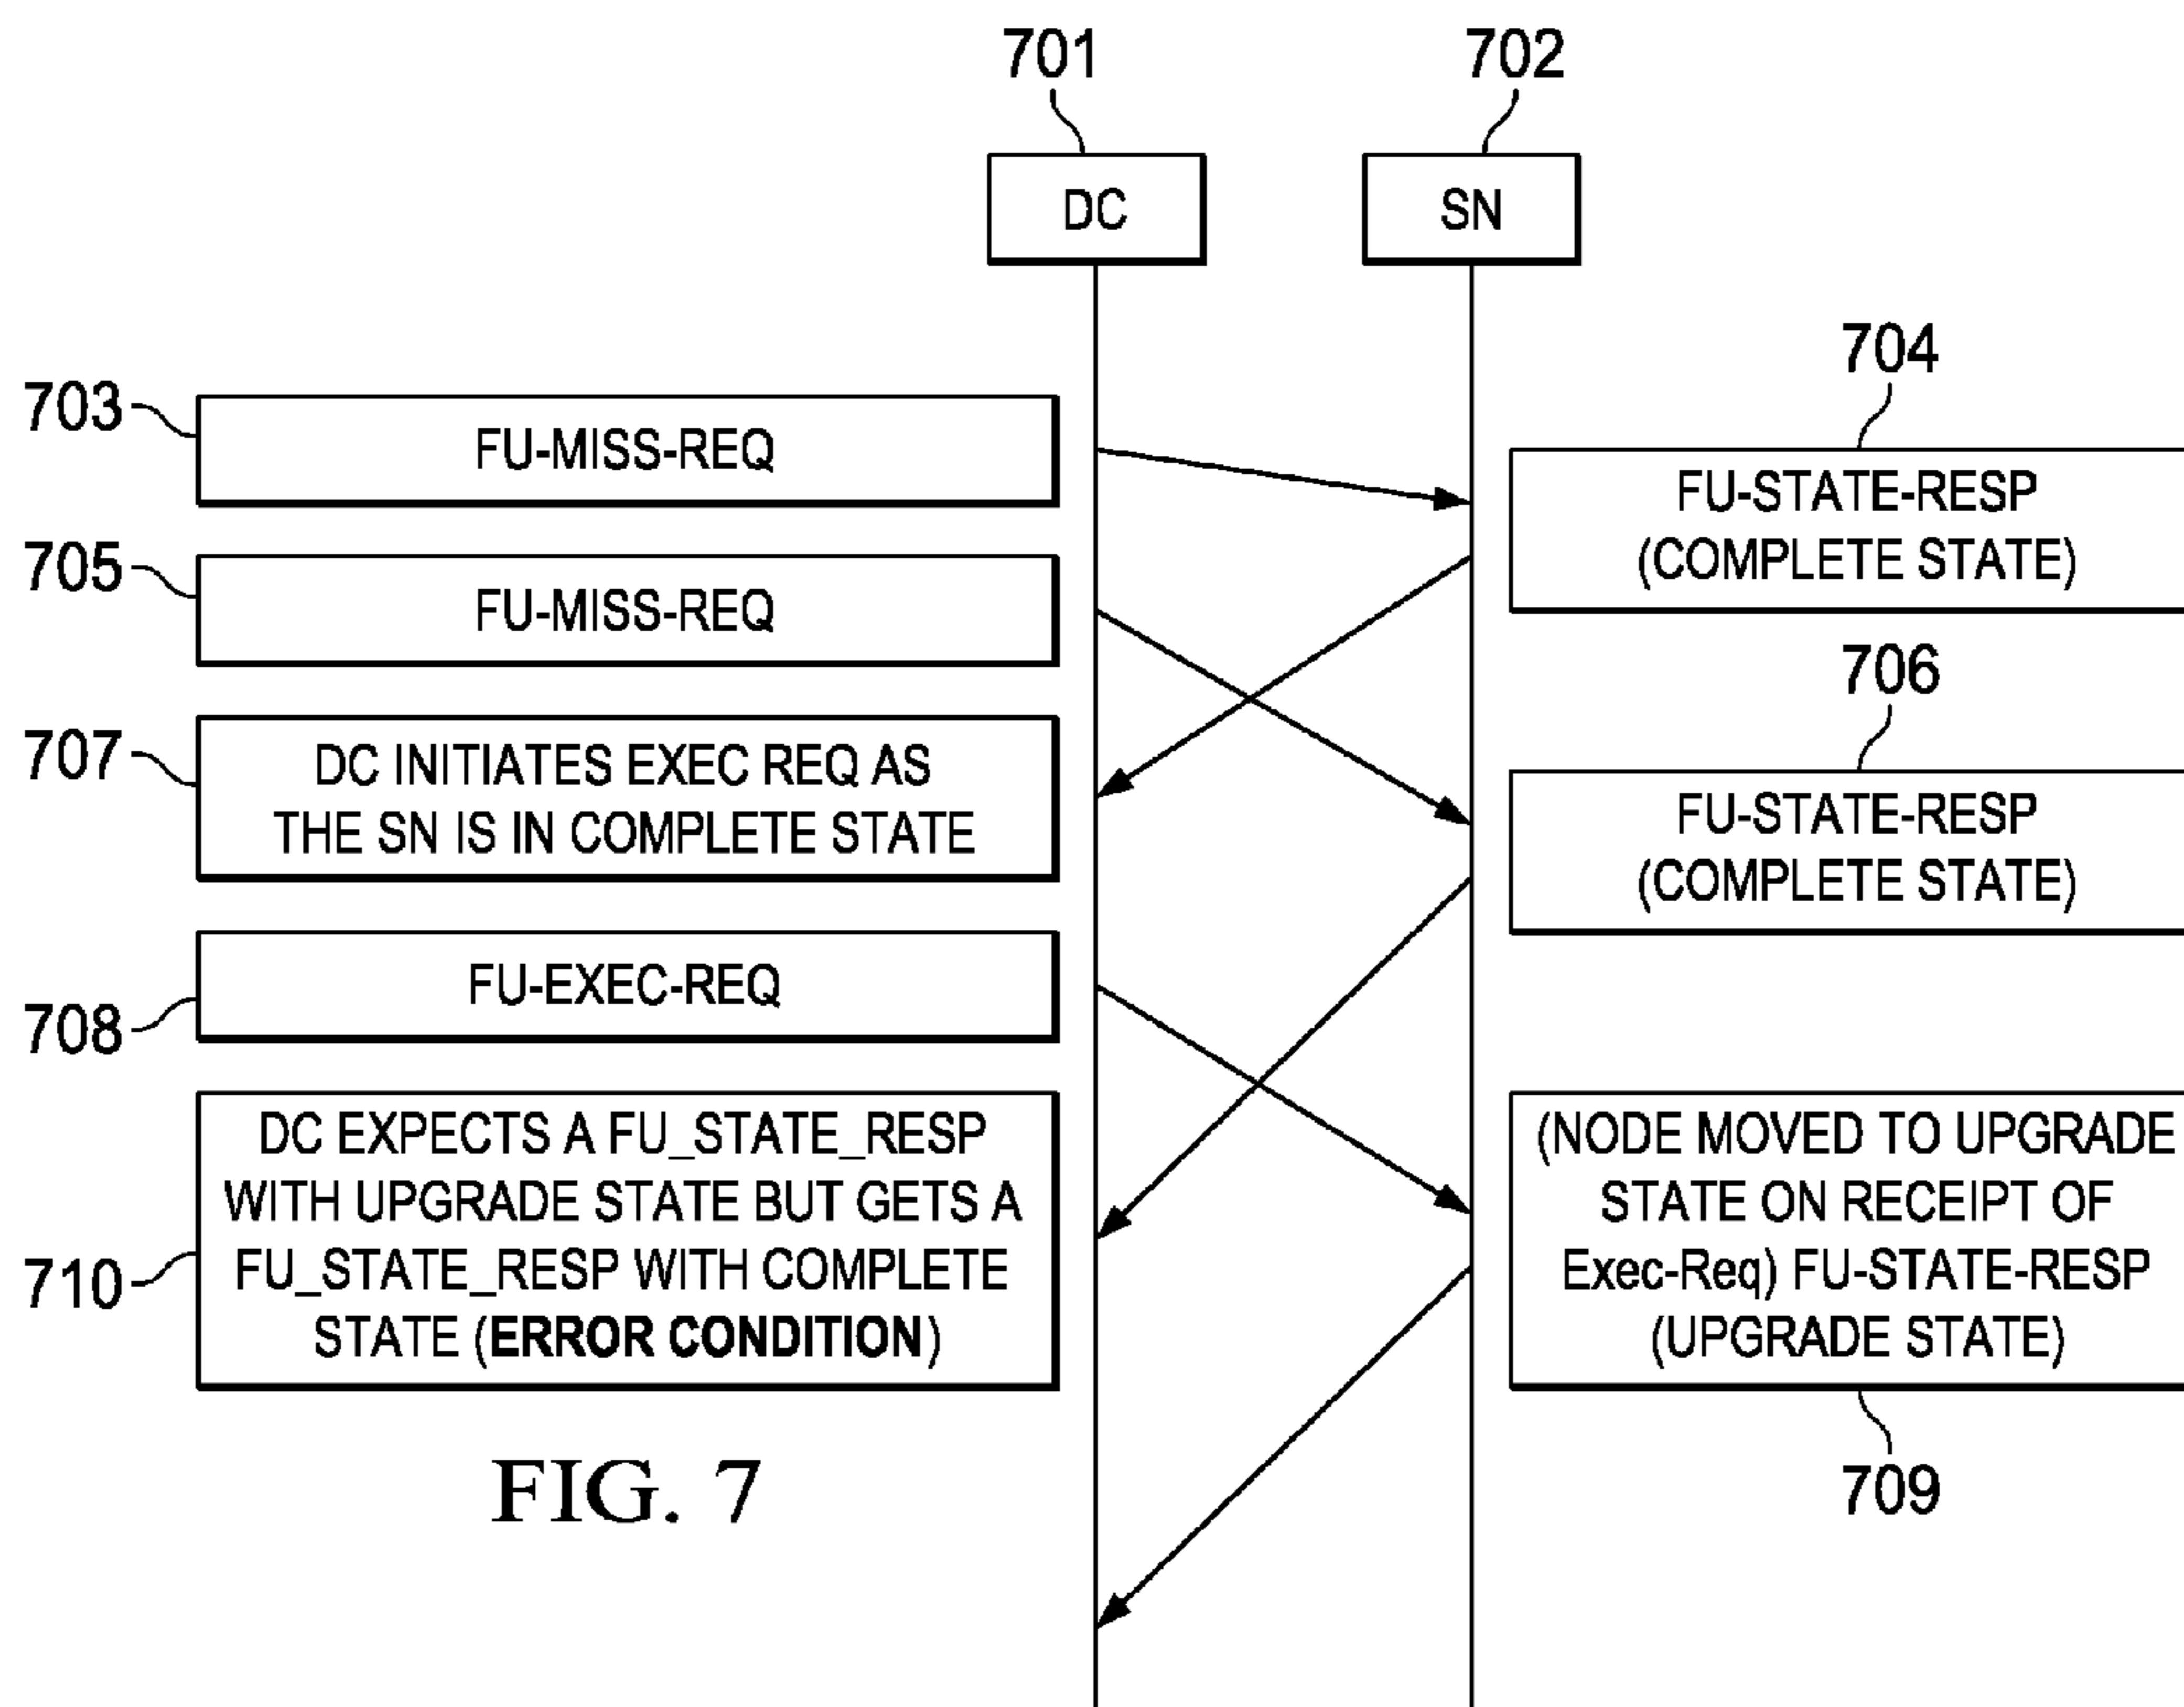 701
702
DC
SN
704
703
FU-MISS-REQ
FU-STATE-RESP
(COMPLETE STATE)
705
FU-MISS-REQ
706
707
DC INITIATES EXEC REQ AS
THE SN IS IN COMPLETE STATE
FU-STATE-RESP
(COMPLETE STATE)
708
FU-EXEC-REQ
710
DC EXPECTS A FU_STATE_RESP
WITH UPGRADE STATE BUT GETS A
FU_STATE_RESP WITH COMPLETE
STATE (ERROR CONDITION)
(NODE MOVED TO UPGRADE
STATE ON RECEIPT OF
Exec-Req) FU-STATE-RESP
(UPGRADE STATE)
709
FIG. 7